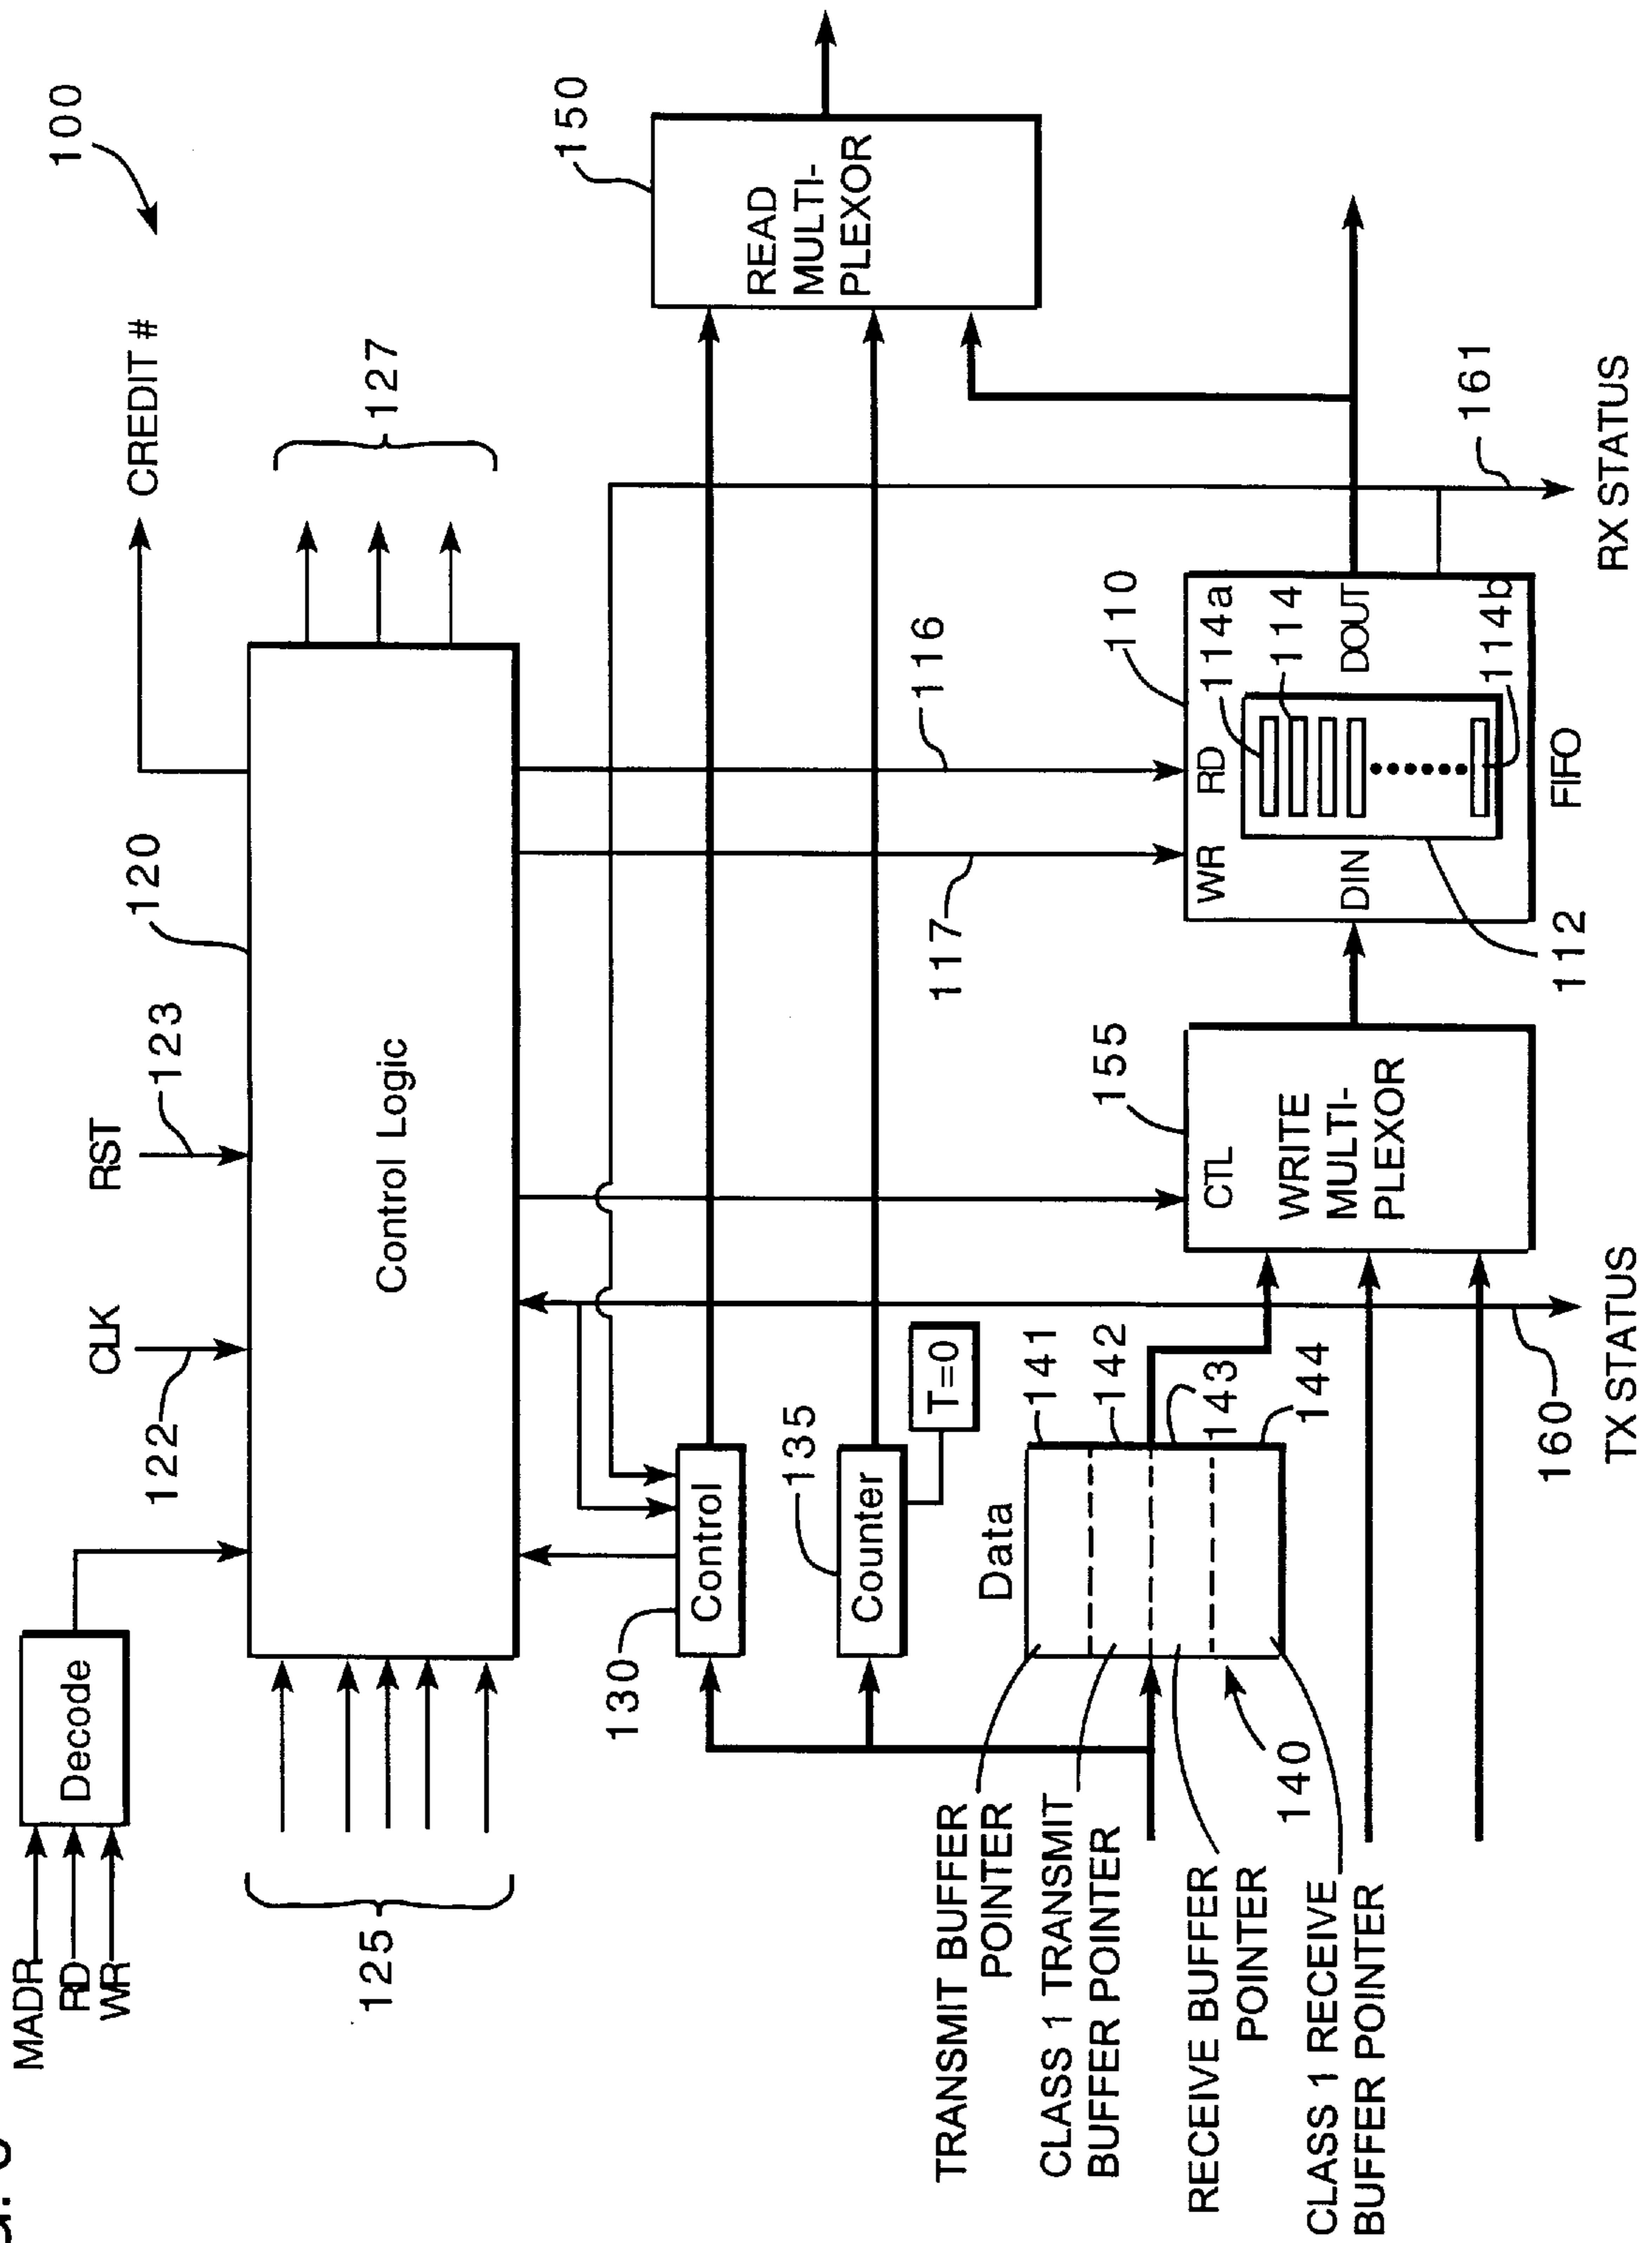 100
MADR
RD
WR
Decode
CLK
122
RST
123
120
CREDIT #
125
Control Logic
127
130
Control
135
Counter
T=0
150
READ
MULTI-
PLEXOR
117
116
Data
141
142
143
144
140
TRANSMIT BUFFER
POINTER
CLASS 1 TRANSMIT
BUFFER POINTER
RECEIVE BUFFER
POINTER
CLASS 1 RECEIVE
BUFFER POINTER
155
CTL
WRITE
MULTI-
PLEXOR
110
WR
RD
114a
114
DIN
DOUT
114b
112
FIFO
160
TX STATUS
161
RX STATUS